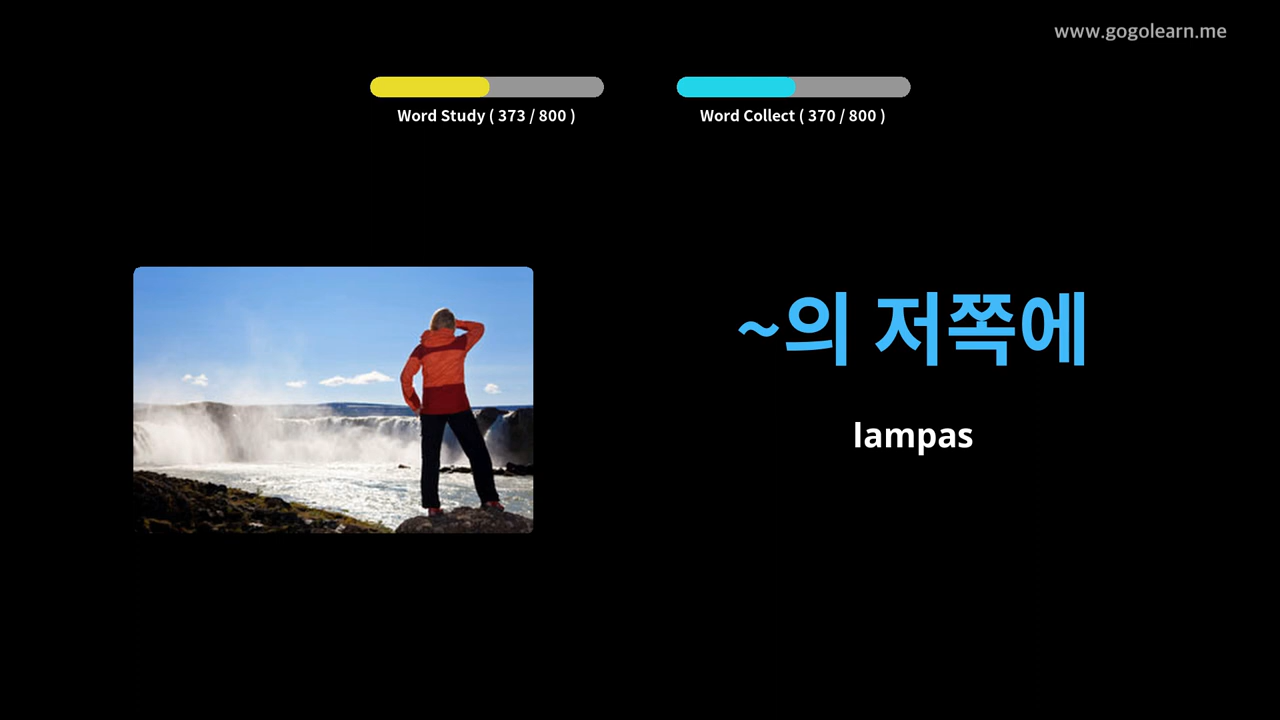 www.gogolearn.me
Word Study ( 373 / 800 )
Word Collect ( 370 / 800 )
~의 저쪽에
lampas